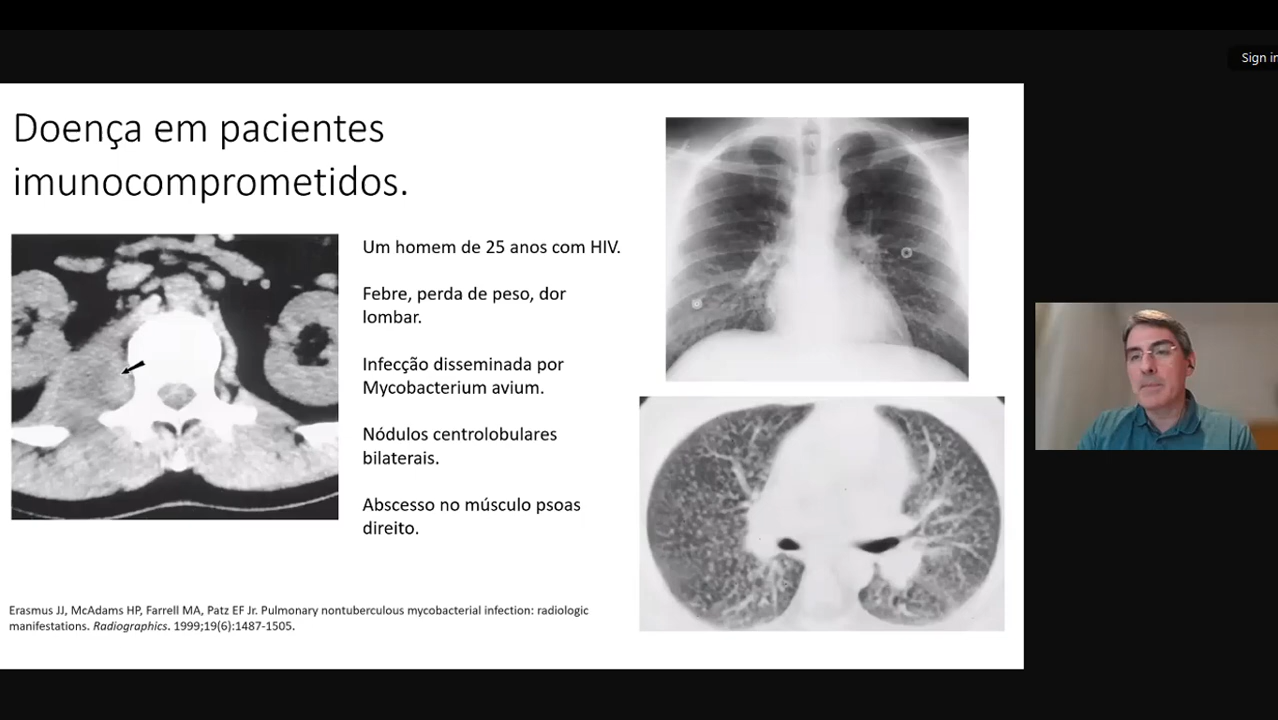 Sign in
Doença em pacientes
imunocomprometidos.
Um homem de 25 anos com HIV.
Febre, perda de peso, dor
lombar.
Infecção disseminada por
Mycobacterium avium.
Nódulos centrolobulares
bilaterais.
Abscesso no músculo psoas
direito.
Erasmus JJ, McAdams HP, Farrell MA, Patz EF Jr. Pulmonary nontuberculous mycobacterial infection: radiologic
manifestations. Radiographics. 1999;19(6):1487-1505.